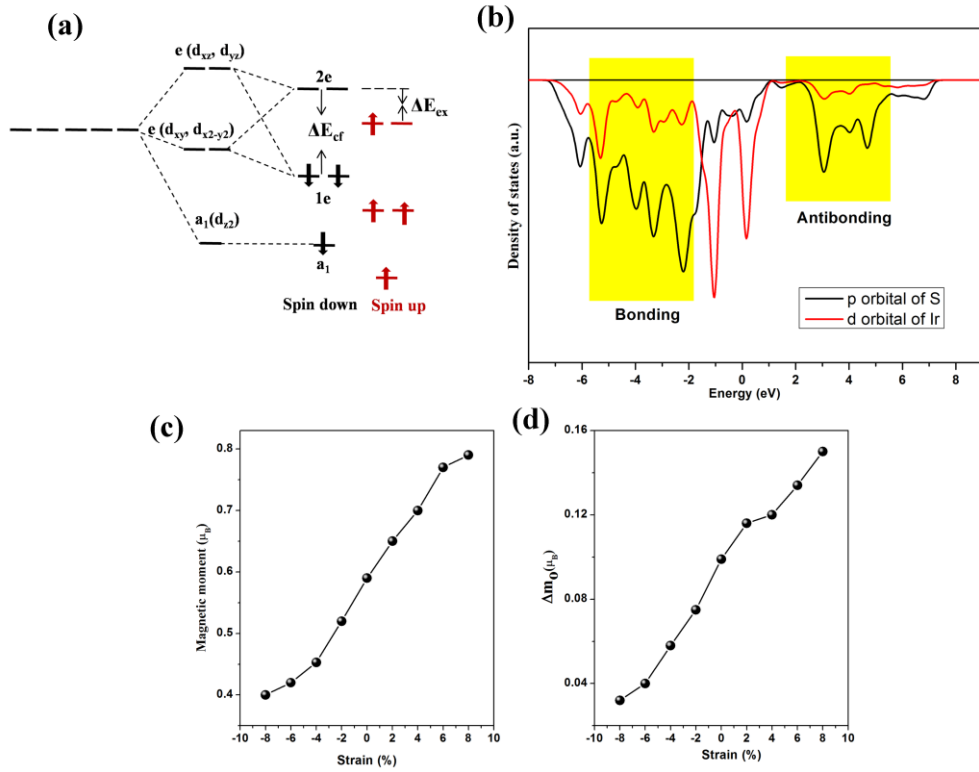 (a)
e (dxz, dyz)
e (dxy, dx2-y2)
a1(dz2)
2e
ΔEex
ΔEcf
1e
a1
Spin down Spin up
(b)
Density of states (a.u.)
Bonding
Antibonding
p orbital of S
d orbital of Ir
-8 -6 -4 -2 0 2 4 6 8
Energy (eV)
(c)
Magnetic moment (μB)
0.8
0.7
0.6
0.5
0.4
-10 -8 -6 -4 -2 0 2 4 6 8 10
Strain (%)
(d)
Δmo(μB)
0.16
0.12
0.08
0.04
-10 -8 -6 -4 -2 0 2 4 6 8 10
Strain (%)